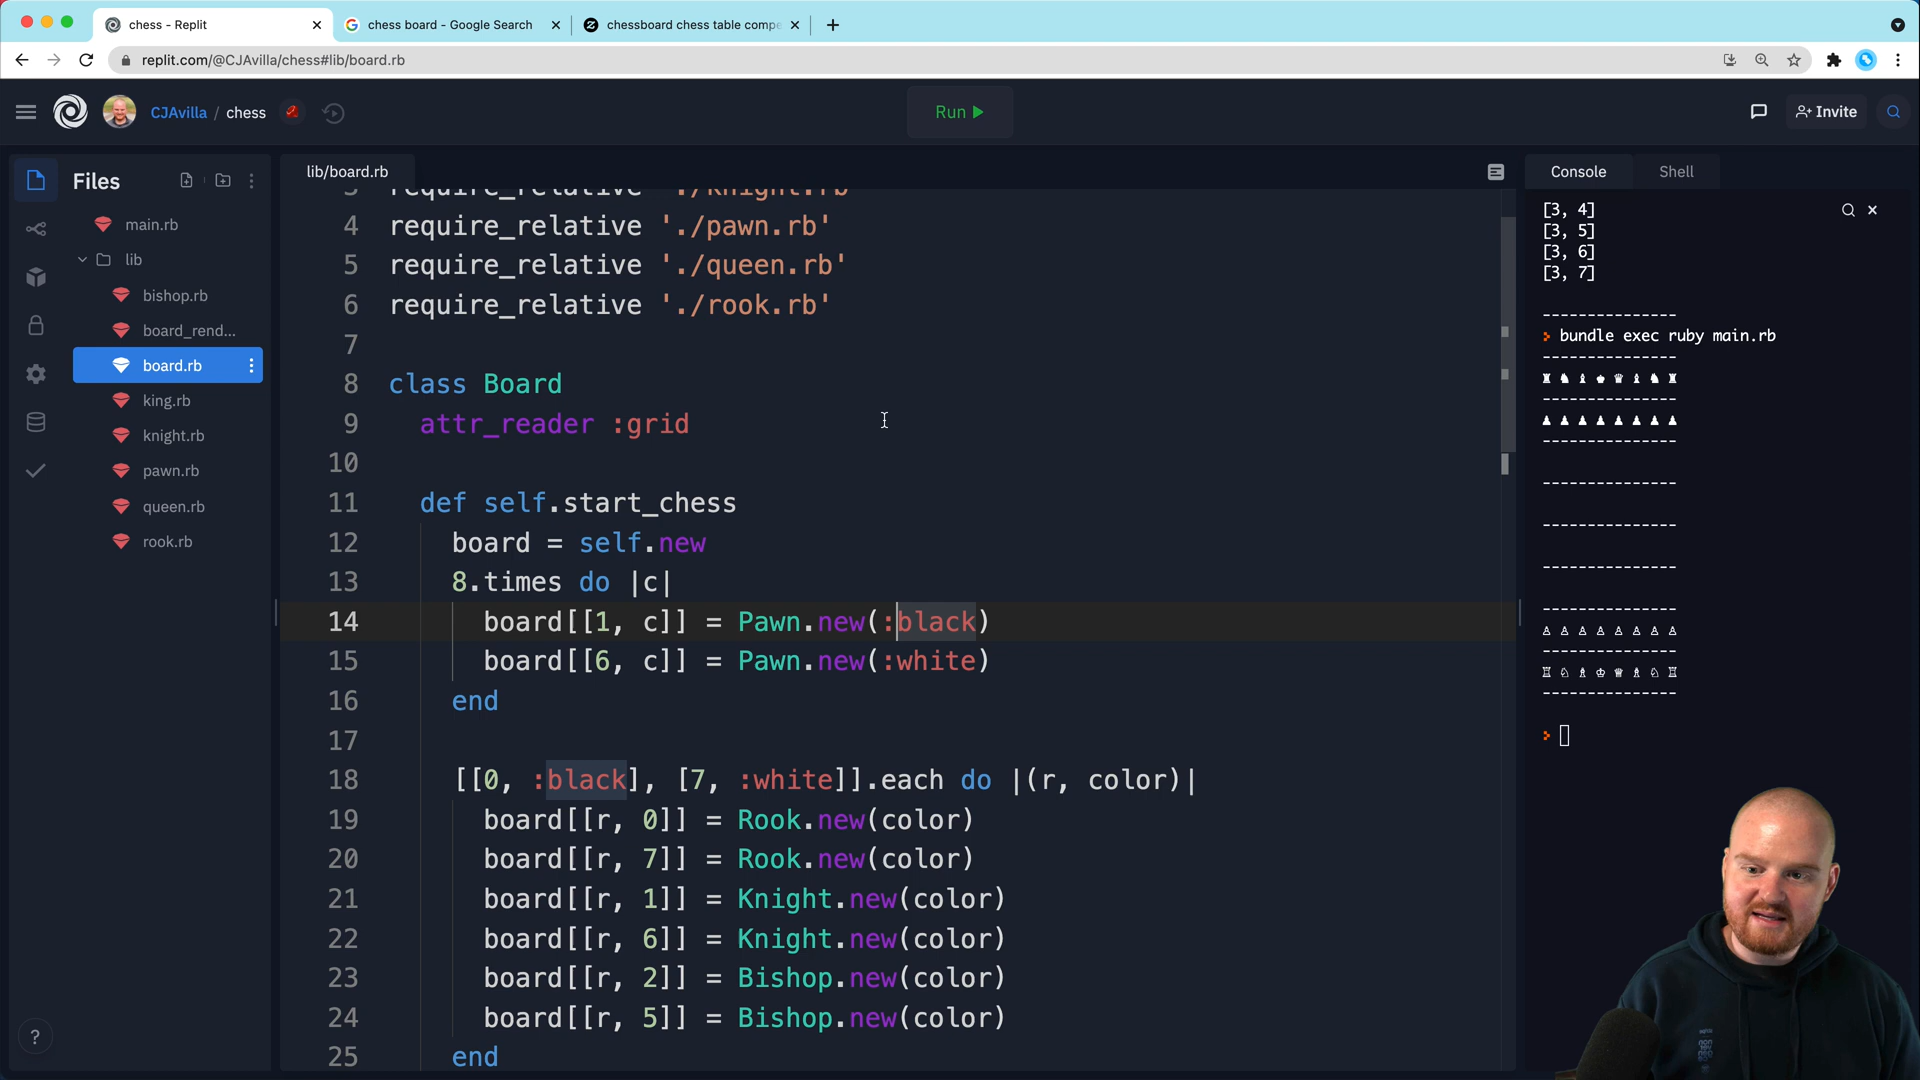 chess - Replit
chess board - Google Search
chessboard chess table compe
replit.com/@CJAvilla/chess#lib/board.rb
CJAvilla / chess
Run
Invite
Files
main.rb
lib
bishop.rb
board_rend...
board.rb
king.rb
knight.rb
pawn.rb
queen.rb
rook.rb
?
lib/board.rb
3 require_relative './knight.rb'
4 require_relative './pawn.rb'
5 require_relative './queen.rb'
6 require_relative './rook.rb'
7
8 class Board
9 attr_reader :grid
10
11 def self.start_chess
12 board = self.new
13 8.times do |c|
14 board[[1, c]] = Pawn.new(:black)
15 board[[6, c]] = Pawn.new(:white)
16 end
17
18 [[0, :black], [7, :white]].each do |(r, color)|
19 board[[r, 0]] = Rook.new(color)
20 board[[r, 7]] = Rook.new(color)
21 board[[r, 1]] = Knight.new(color)
22 board[[r, 6]] = Knight.new(color)
23 board[[r, 2]] = Bishop.new(color)
24 board[[r, 5]] = Bishop.new(color)
25 end
Console
Shell
[3, 4]
[3, 5]
[3, 6]
[3, 7]
---------------
> bundle exec ruby main.rb
---------------
♜ ♞ ♝ ♚ ♛ ♝ ♞ ♜
---------------
♟ ♟ ♟ ♟ ♟ ♟ ♟ ♟
---------------
---------------
---------------
---------------
---------------
♙ ♙ ♙ ♙ ♙ ♙ ♙ ♙
---------------
♖ ♘ ♗ ♔ ♕ ♗ ♘ ♖
---------------
>